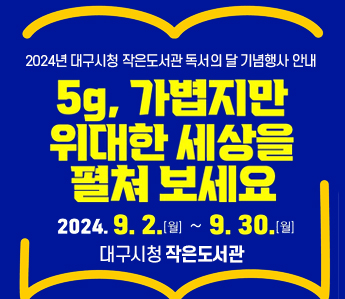 2024년 대구시청 작은도서관 독서의 달 기념행사 안내
5g, 가볍지만
위대한 세상을
펼쳐 보세요
2024. 9. 2.[월] ~ 9. 30.[월]
대구시청 작은도서관